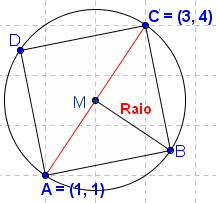 C = (3, 4)
D
M
Raio
B
A = (1, 1)